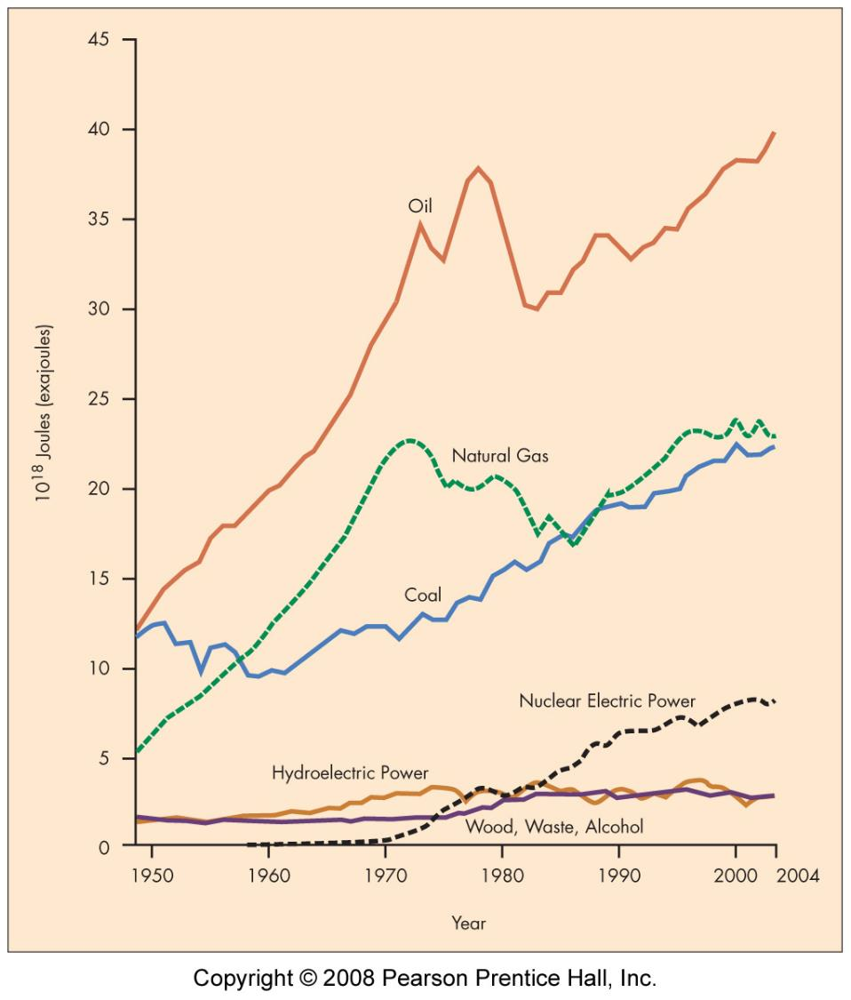 45
40
35
30
25
20
15
10
5
0
10¹⁸ Joules (exajoules)
Oil
Natural Gas
Coal
Nuclear Electric Power
Hydroelectric Power
Wood, Waste, Alcohol
1950 1960 1970 1980 1990 2000 2004
Year
Copyright © 2008 Pearson Prentice Hall, Inc.